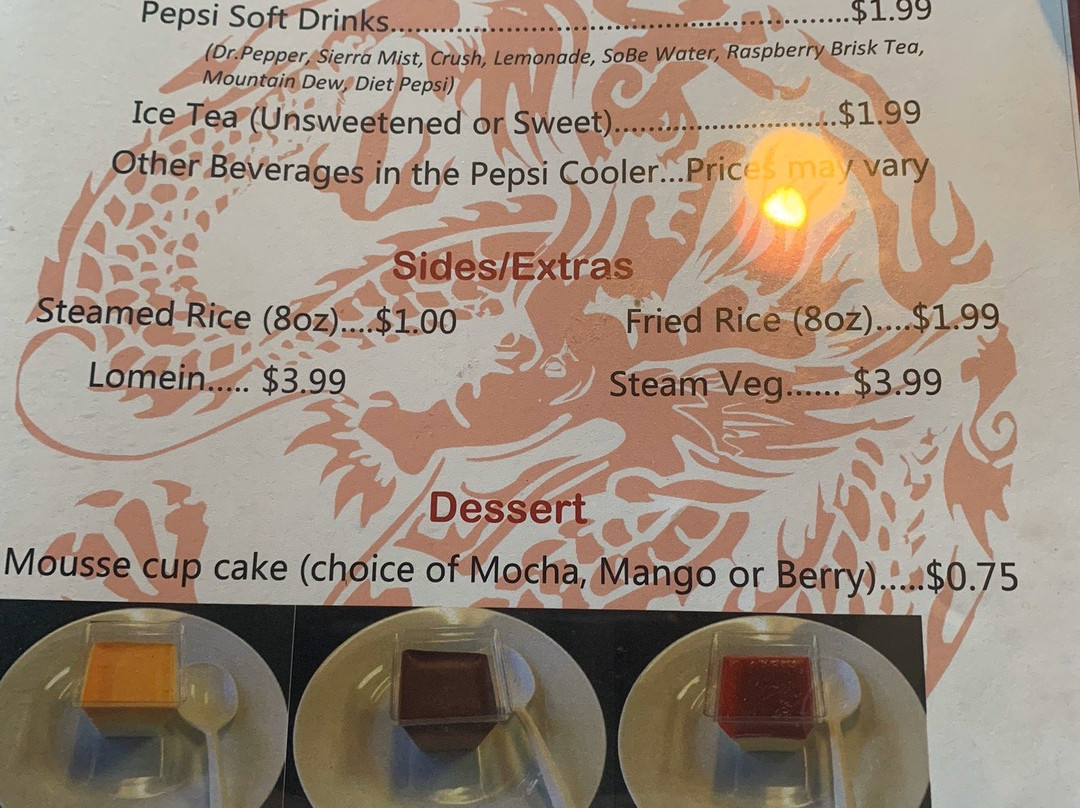 Pepsi Soft Drinks..................................................................$1.99
(Dr.Pepper, Sierra Mist, Crush, Lemonade, SoBe Water, Raspberry Brisk Tea,
Mountain Dew, Diet Pepsi)
Ice Tea (Unsweetened or Sweet)................................$1.99
Other Beverages in the Pepsi Cooler...Prices may vary
Sides/Extras
Steamed Rice (8oz)....$1.00 Fried Rice (8oz)....$1.99
Lomein..... $3.99 Steam Veg...... $3.99
Dessert
Mousse cup cake (choice of Mocha, Mango or Berry).....$0.75